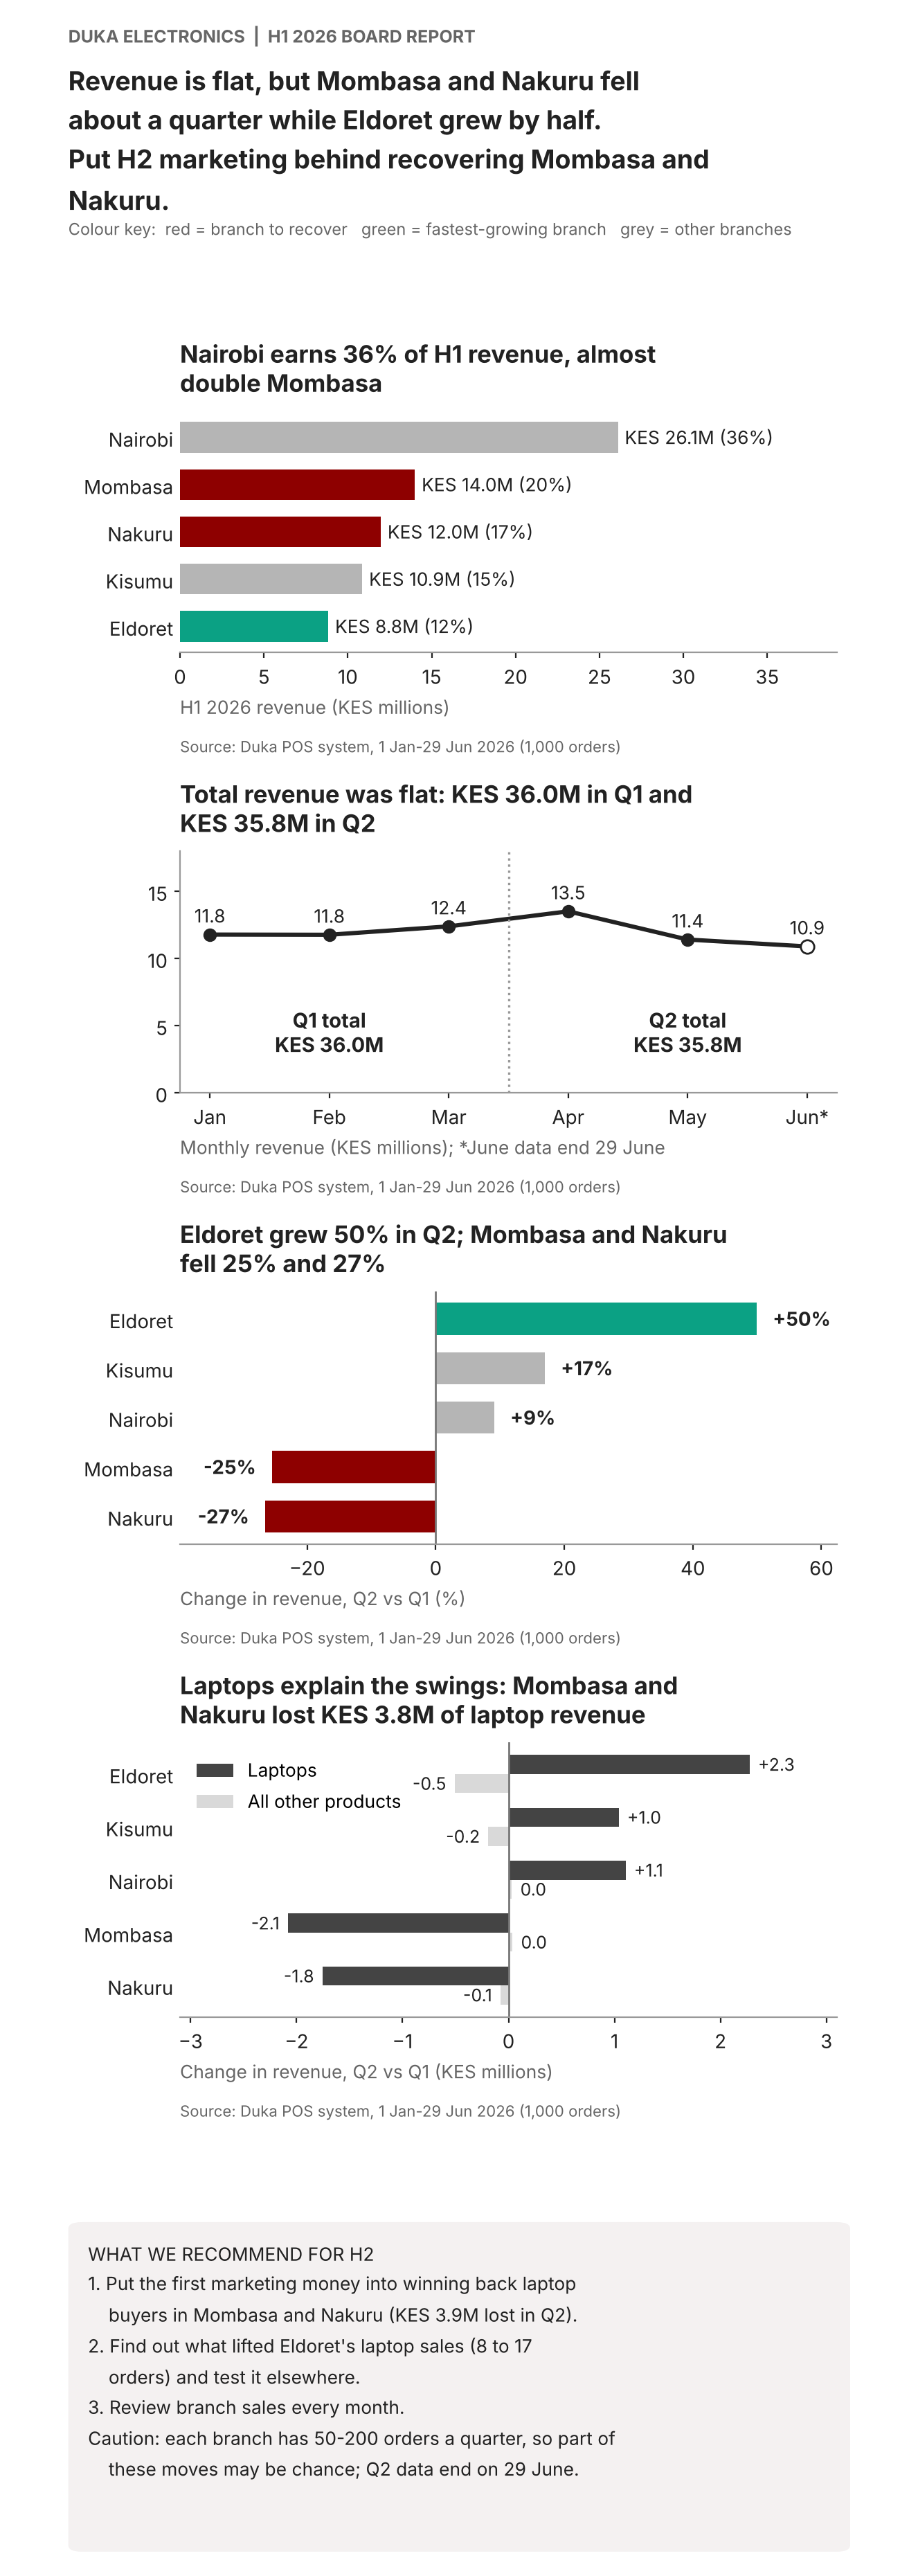 DUKA ELECTRONICS | H1 2026 BOARD REPORT
Revenue is flat, but Mombasa and Nakuru fell
about a quarter while Eldoret grew by half.
Put H2 marketing behind recovering Mombasa and
Nakuru.
Colour key: red = branch to recover green = fastest-growing branch grey = other branches
Nairobi earns 36% of H1 revenue, almost
double Mombasa
Nairobi KES 26.1M (36%)
Mombasa KES 14.0M (20%)
Nakuru KES 12.0M (17%)
Kisumu KES 10.9M (15%)
Eldoret KES 8.8M (12%)
0 5 10 15 20 25 30 35
H1 2026 revenue (KES millions)
Source: Duka POS system, 1 Jan-29 Jun 2026 (1,000 orders)
Total revenue was flat: KES 36.0M in Q1 and
KES 35.8M in Q2
15
11.8 11.8 12.4 13.5 11.4 10.9
10
5
Q1 total
KES 36.0M
Q2 total
KES 35.8M
0
Jan Feb Mar Apr May Jun*
Monthly revenue (KES millions); *June data end 29 June
Source: Duka POS system, 1 Jan-29 Jun 2026 (1,000 orders)
Eldoret grew 50% in Q2; Mombasa and Nakuru
fell 25% and 27%
Eldoret +50%
Kisumu +17%
Nairobi +9%
Mombasa -25%
Nakuru -27%
−20 0 20 40 60
Change in revenue, Q2 vs Q1 (%)
Source: Duka POS system, 1 Jan-29 Jun 2026 (1,000 orders)
Laptops explain the swings: Mombasa and
Nakuru lost KES 3.8M of laptop revenue
Laptops
All other products
Eldoret +2.3
-0.5
Kisumu +1.0
-0.2
Nairobi +1.1
0.0
Mombasa -2.1
0.0
Nakuru -1.8
-0.1
−3 −2 −1 0 1 2 3
Change in revenue, Q2 vs Q1 (KES millions)
Source: Duka POS system, 1 Jan-29 Jun 2026 (1,000 orders)
WHAT WE RECOMMEND FOR H2
1. Put the first marketing money into winning back laptop
buyers in Mombasa and Nakuru (KES 3.9M lost in Q2).
2. Find out what lifted Eldoret's laptop sales (8 to 17
orders) and test it elsewhere.
3. Review branch sales every month.
Caution: each branch has 50-200 orders a quarter, so part of
these moves may be chance; Q2 data end on 29 June.